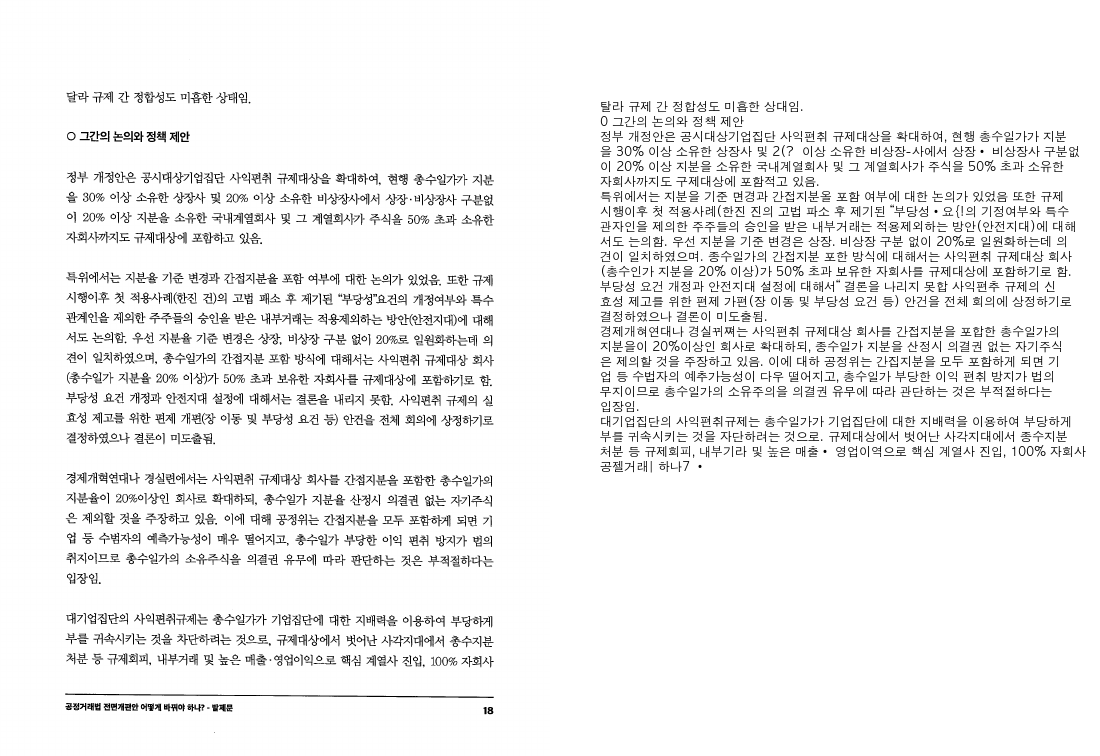 달라 규제 간 정합성도 미흡한 상태임.
○ 그간의 논의와 정책 제안
정부 개정안은 공시대상기업집단 사익편취 규제대상을 확대하여, 현행 총수일가가 지분
을 30% 이상 소유한 상장사 및 20% 이상 소유한 비상장사에서 상장·비상장사 구분없
이 20% 이상 지분을 소유한 국내계열회사 및 그 계열회사가 주식을 50% 초과 소유한
자회사까지도 규제대상에 포함하고 있음.
특위에서는 지분율 기준 변경과 간접지분율 포함 여부에 대한 논의가 있었음. 또한 규제
시행이후 첫 적용사례(한진 건)의 고법 패소 후 제기된 “부당성”요건의 개정여부와 특수
관계인을 제외한 주주들의 승인을 받은 내부거래는 적용제외하는 방안(안전지대)에 대해
서도 논의함. 우선 지분율 기준 변경은 상장, 비상장 구분 없이 20%로 일원화하는데 의
견이 일치하였으며, 총수일가의 간접지분 포함 방식에 대해서는 사익편취 규제대상 회사
(총수일가 지분율 20% 이상)가 50% 초과 보유한 자회사를 규제대상에 포함하기로 함.
부당성 요건 개정과 안전지대 설정에 대해서는 결론을 내리지 못함. 사익편취 규제의 실
효성 제고를 위한 편제 개편(장 이동 및 부당성 요건 등) 안건을 전체 회의에 상정하기로
결정하였으나 결론이 미도출됨.
경제개혁연대나 경실련에서는 사익편취 규제대상 회사를 간접지분을 포함한 총수일가의
지분율이 20%이상인 회사로 확대하되, 총수일가 지분율 산정시 의결권 없는 자기주식
은 제외할 것을 주장하고 있음. 이에 대해 공정위는 간접지분을 모두 포함하게 되면 기
업 등 수범자의 예측가능성이 매우 떨어지고, 총수일가 부당한 이익 편취 방지가 법의
취지이므로 총수일가의 소유주식을 의결권 유무에 따라 판단하는 것은 부적절하다는
입장임.
대기업집단의 사익편취규제는 총수일가가 기업집단에 대한 지배력을 이용하여 부당하게
부를 귀속시키는 것을 차단하려는 것으로, 규제대상에서 벗어난 사각지대에서 총수지분
처분 등 규제회피, 내부거래 및 높은 매출·영업이익으로 핵심 계열사 진입, 100% 자회사
공정거래법 전면개편안 어떻게 바꿔야 하나? - 발제문
18
탈라 규제 간 정합성도 미흡한 상대임.
0 그간의 논의와 정책 제안
정부 개정안은 공시대상기업집단 사익편취 규제대상을 확대하여, 현행 총수일가가 지분
을 30% 이상 소유한 상장사 및 2(? 이상 소유한 비상장-사에서 상장 • 비상장사 구분없
이 20% 이상 지분을 소유한 국내계열회사 및 그 계열회사가 주식을 50% 초과 소유한
자회사까지도 구제대상에 포함적고 있음.
특위에서는 지분을 기준 변경과 간접지분울 포함 여부에 대한 논의가 있었음 또한 규제
시행이후 첫 적용사례(한진 진의 고법 파소 후 제기된 “부당성 • 요{!의 기정여부와 특수
관자인을 제의한 주주들의 승인을 받은 내부거래는 적용제외하는 방안(안전지대)에 대해
서도 는의함. 우선 지분을 기준 변경은 상장. 비상장 구분 없이 20%로 일원화하는데 의
견이 일치하였으며. 종수일가의 간접지분 포한 방식에 대해서는 사익편취 규제대상 회사
(총수인가 지분을 20% 이상)가 50% 초과 보유한 자회사를 규제대상에 포함하기로 함.
부당성 요건 개정과 안전지대 설정에 대해서“ 결론을 나리지 못합 사익편추 규제의 신
효성 제고를 위한 편제 가편(장 이동 및 부당성 요건 등) 안건을 전체 회의에 상정하기로
결정하였으나 결론이 미도출됨.
경제개혀연대나 경실뀌쪠는 사익편취 규제대상 회사를 간접지분을 포합한 총수일가의
지분율이 20%이상인 회사로 확대하되, 종수일가 지분을 산정시 의결권 없는 자기주식
은 제의할 것을 주장하고 있음. 이에 대하 공정위는 간집지분을 모두 포함하게 되면 기
업 등 수법자의 예추가능성이 다우 떨어지고, 총수일가 부당한 이익 편취 방지가 법의
무지이므로 총수일가의 소유주의을 의결권 유무에 따라 관단하는 것은 부적절하다는
입장임.
대기업집단의 사익편취규제는 총수일가가 기업집단에 대한 지배력을 이용하여 부당하게
부를 귀속시키는 것을 자단하려는 것으로. 규제대상에서 벗어난 사각지대에서 종수지분
처분 등 규제회피, 내부기라 및 높은 매출 • 영업이역으로 핵심 계열사 진입, 100% 자회사
공젤거래| 하나7 •